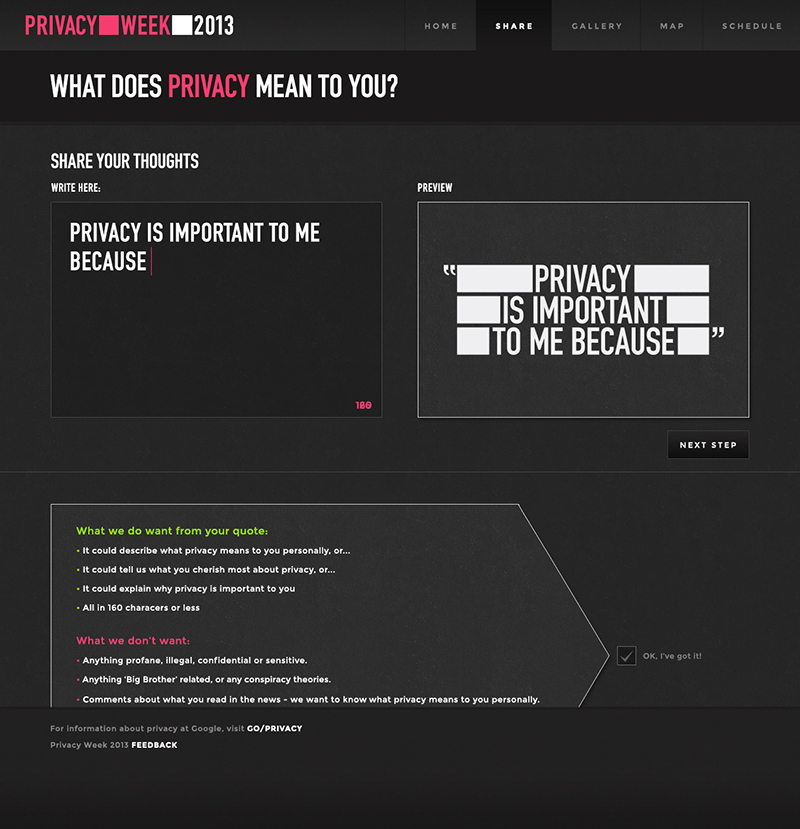 PRIVACY WEEK 2013
HOME SHARE GALLERY MAP SCHEDULE
WHAT DOES PRIVACY MEAN TO YOU?
SHARE YOUR THOUGHTS
WRITE HERE:
PRIVACY IS IMPORTANT TO ME
BECAUSE
PREVIEW
“ PRIVACY
IS IMPORTANT
TO ME BECAUSE ”
NEXT STEP
What we do want from your quote:
• It could describe what privacy means to you personally, or...
• It could tell us what you cherish most about privacy, or...
• It could explain why privacy is important to you
• All in 160 characers or less
What we don't want:
• Anything profane, illegal, confidential or sensitive.
• Anything ‘Big Brother’ related, or any conspiracy theories.
• Comments about what you read in the news - we want to know what privacy means to you personally.
OK, I've got it!
For information about privacy at Google, visit GO/PRIVACY
Privacy Week 2013 FEEDBACK